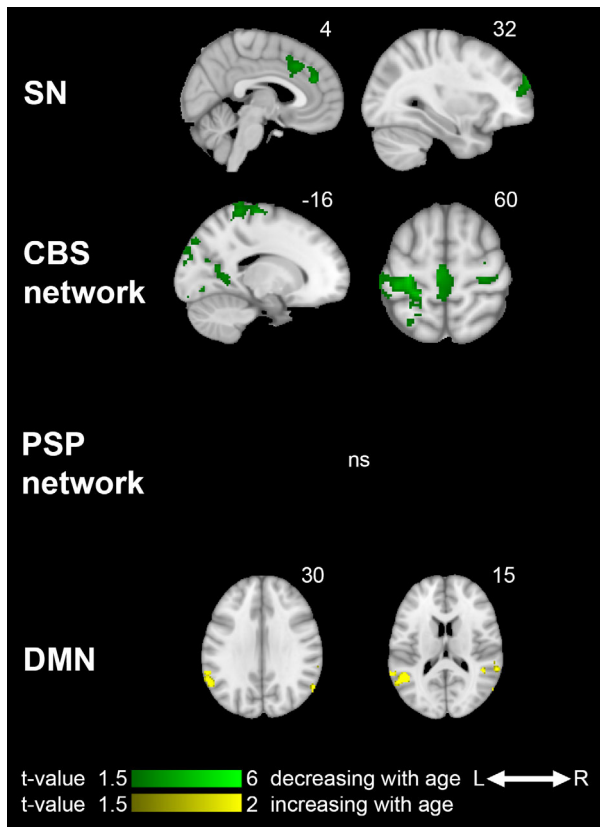 4 32
SN
-16 60
CBS
network
PSP
network
ns
30 15
DMN
t-value 1.5 6 decreasing with age L R
t-value 1.5 2 increasing with age